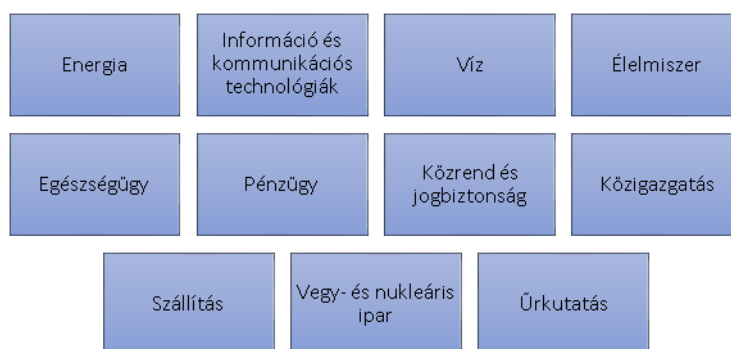 Energia
Információ és
kommunikációs
technológiák
Víz
Élelmiszer
Egészségügy
Pénzügy
Közrend és
jogbiztonság
Közigazgatás
Szállítás
Vegy- és nukleáris
ipar
Űrkutatás